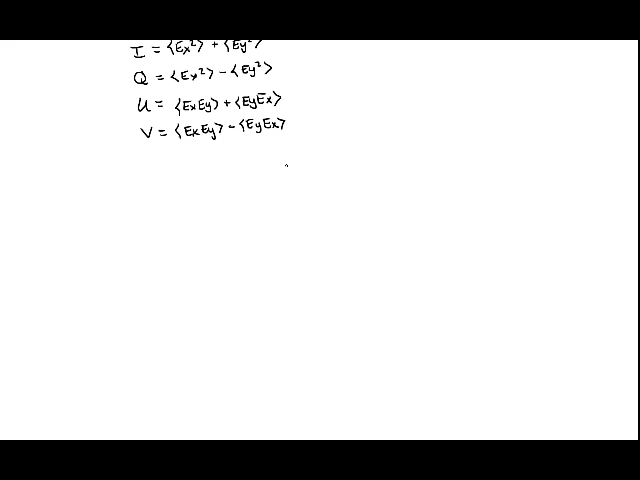 I = ⟨Ex²⟩ + ⟨Ey²⟩
Q = ⟨Ex²⟩ - ⟨Ey²⟩
U = ⟨ExEy⟩ + ⟨EyEx⟩
V = ⟨ExEy⟩ - ⟨EyEx⟩